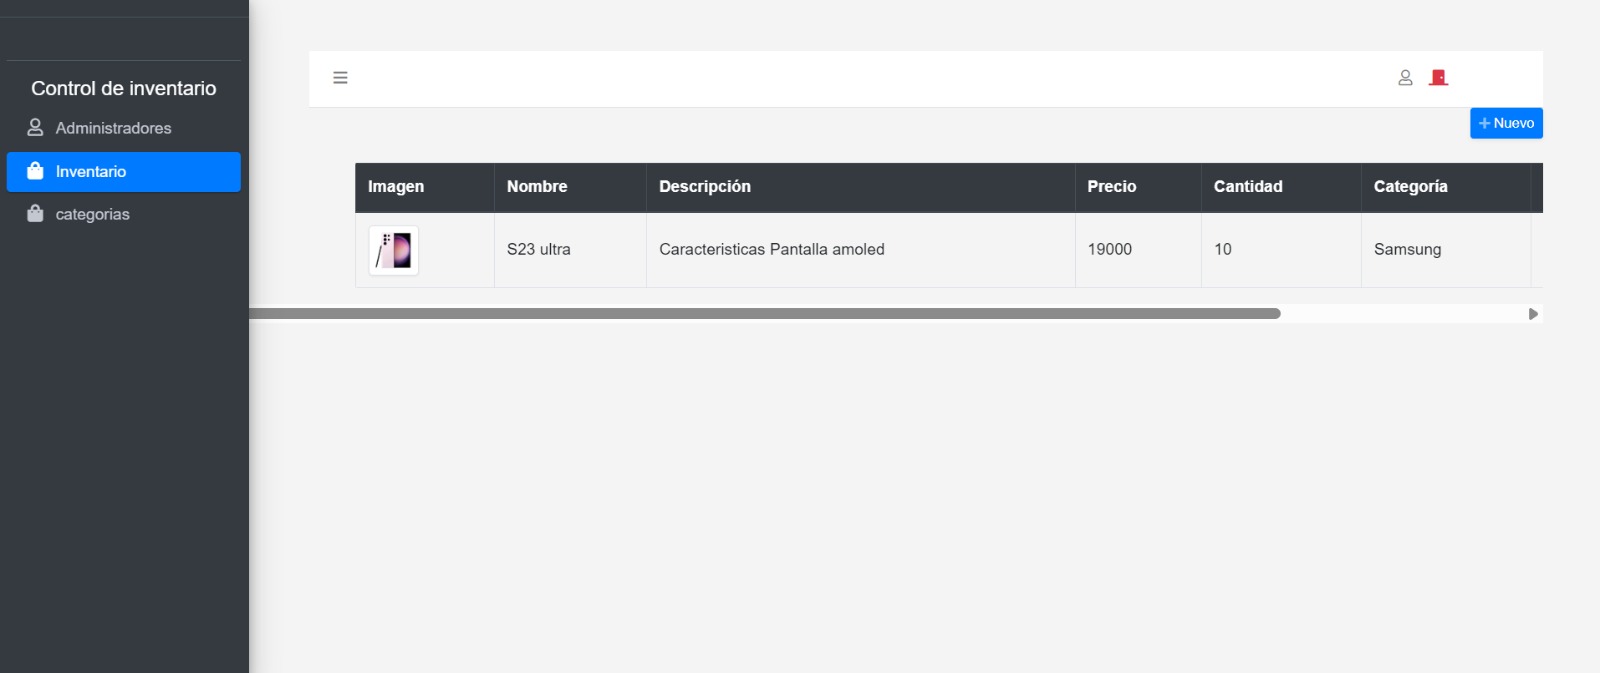 Control de inventario
Administradores
Inventario
categorias
Nuevo
Imagen Nombre Descripción Precio Cantidad Categoría
S23 ultra Caracteristicas Pantalla amoled 19000 10 Samsung